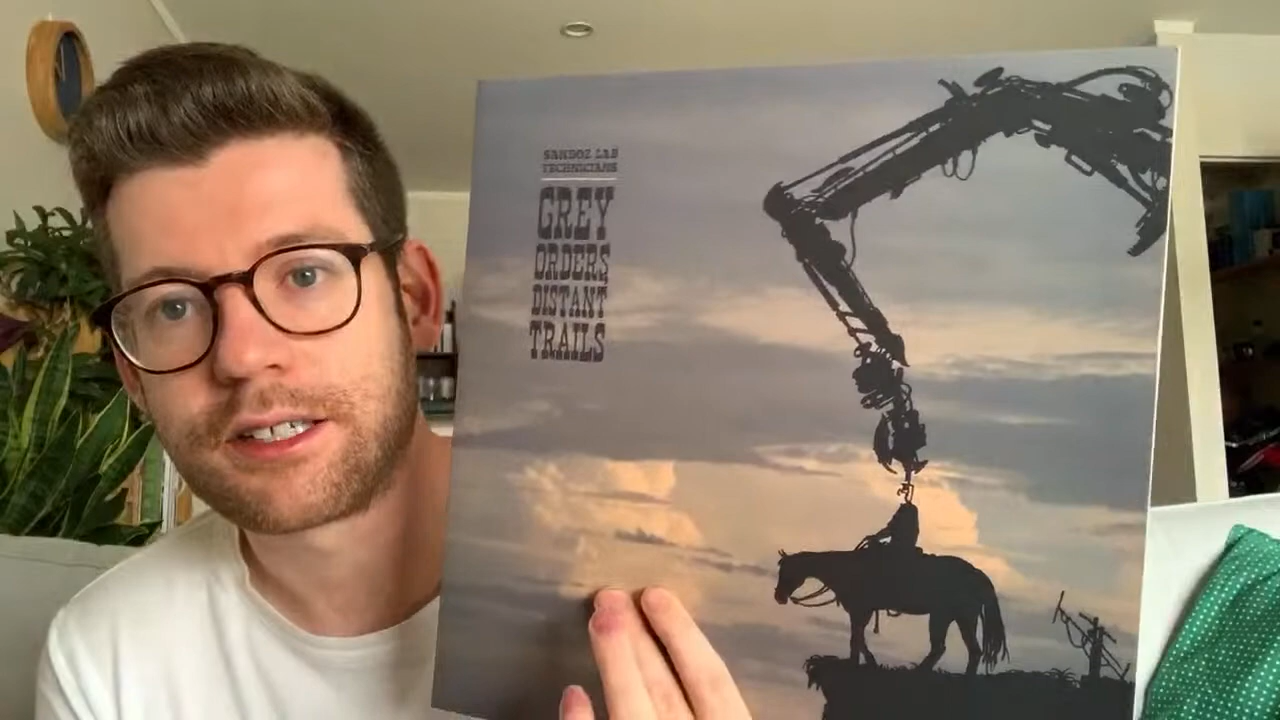 SANDOZ LAB
TECHNICIANS
GREY
ORDERS
DISTANT
TRAILS